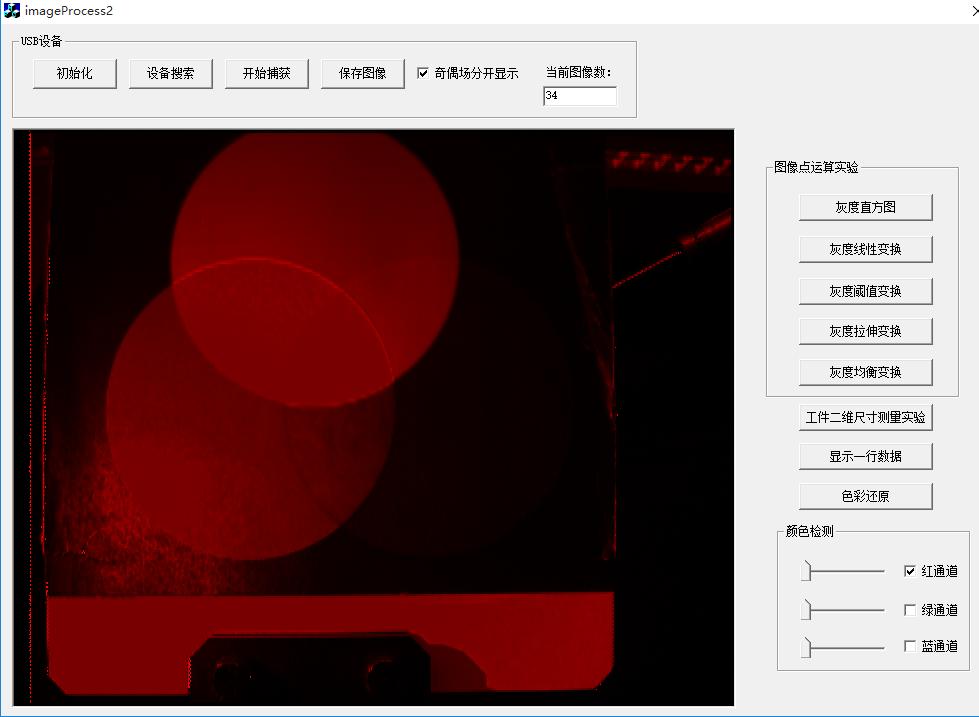 imageProcess2
USB设备
初始化
设备搜索
开始捕获
保存图像
奇偶场分开显示
当前图像数:
34
图像点运算实验
灰度直方图
灰度线性变换
灰度阈值变换
灰度拉伸变换
灰度均衡变换
工件二维尺寸测量实验
显示一行数据
色彩还原
颜色检测
红通道
绿通道
蓝通道